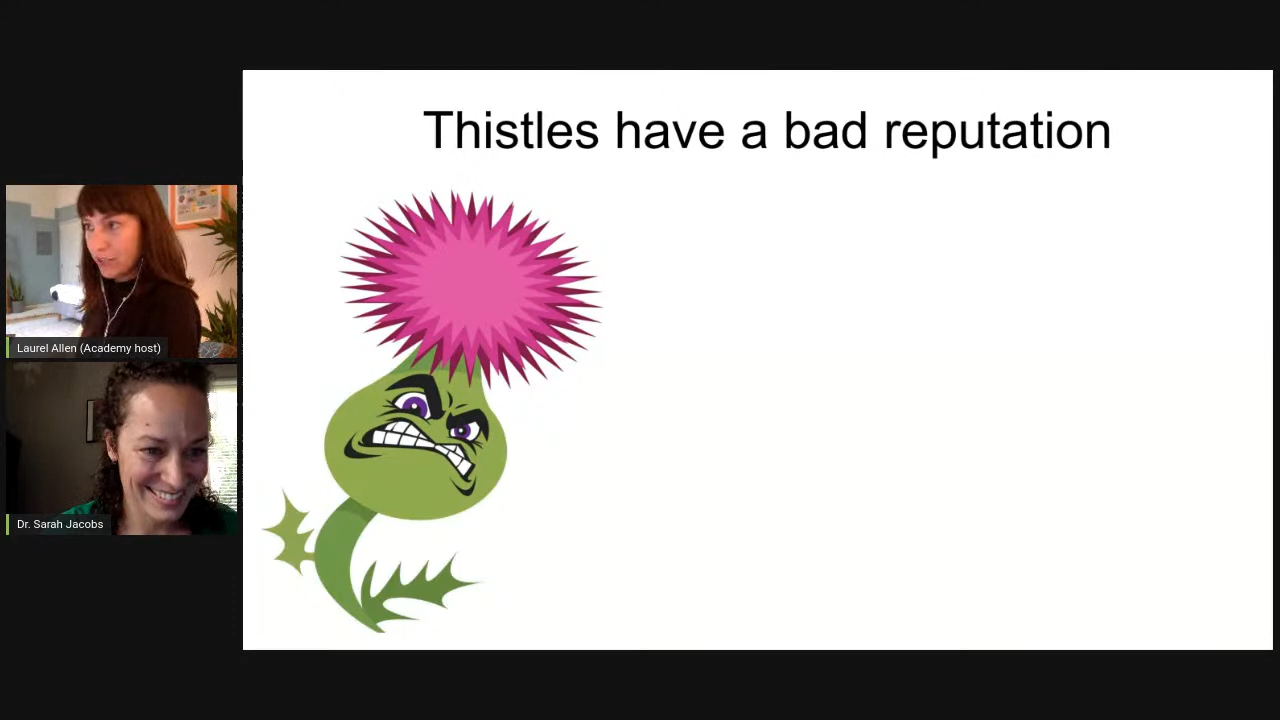 Thistles have a bad reputation
Laurel Allen (Academy host)
Dr. Sarah Jacobs